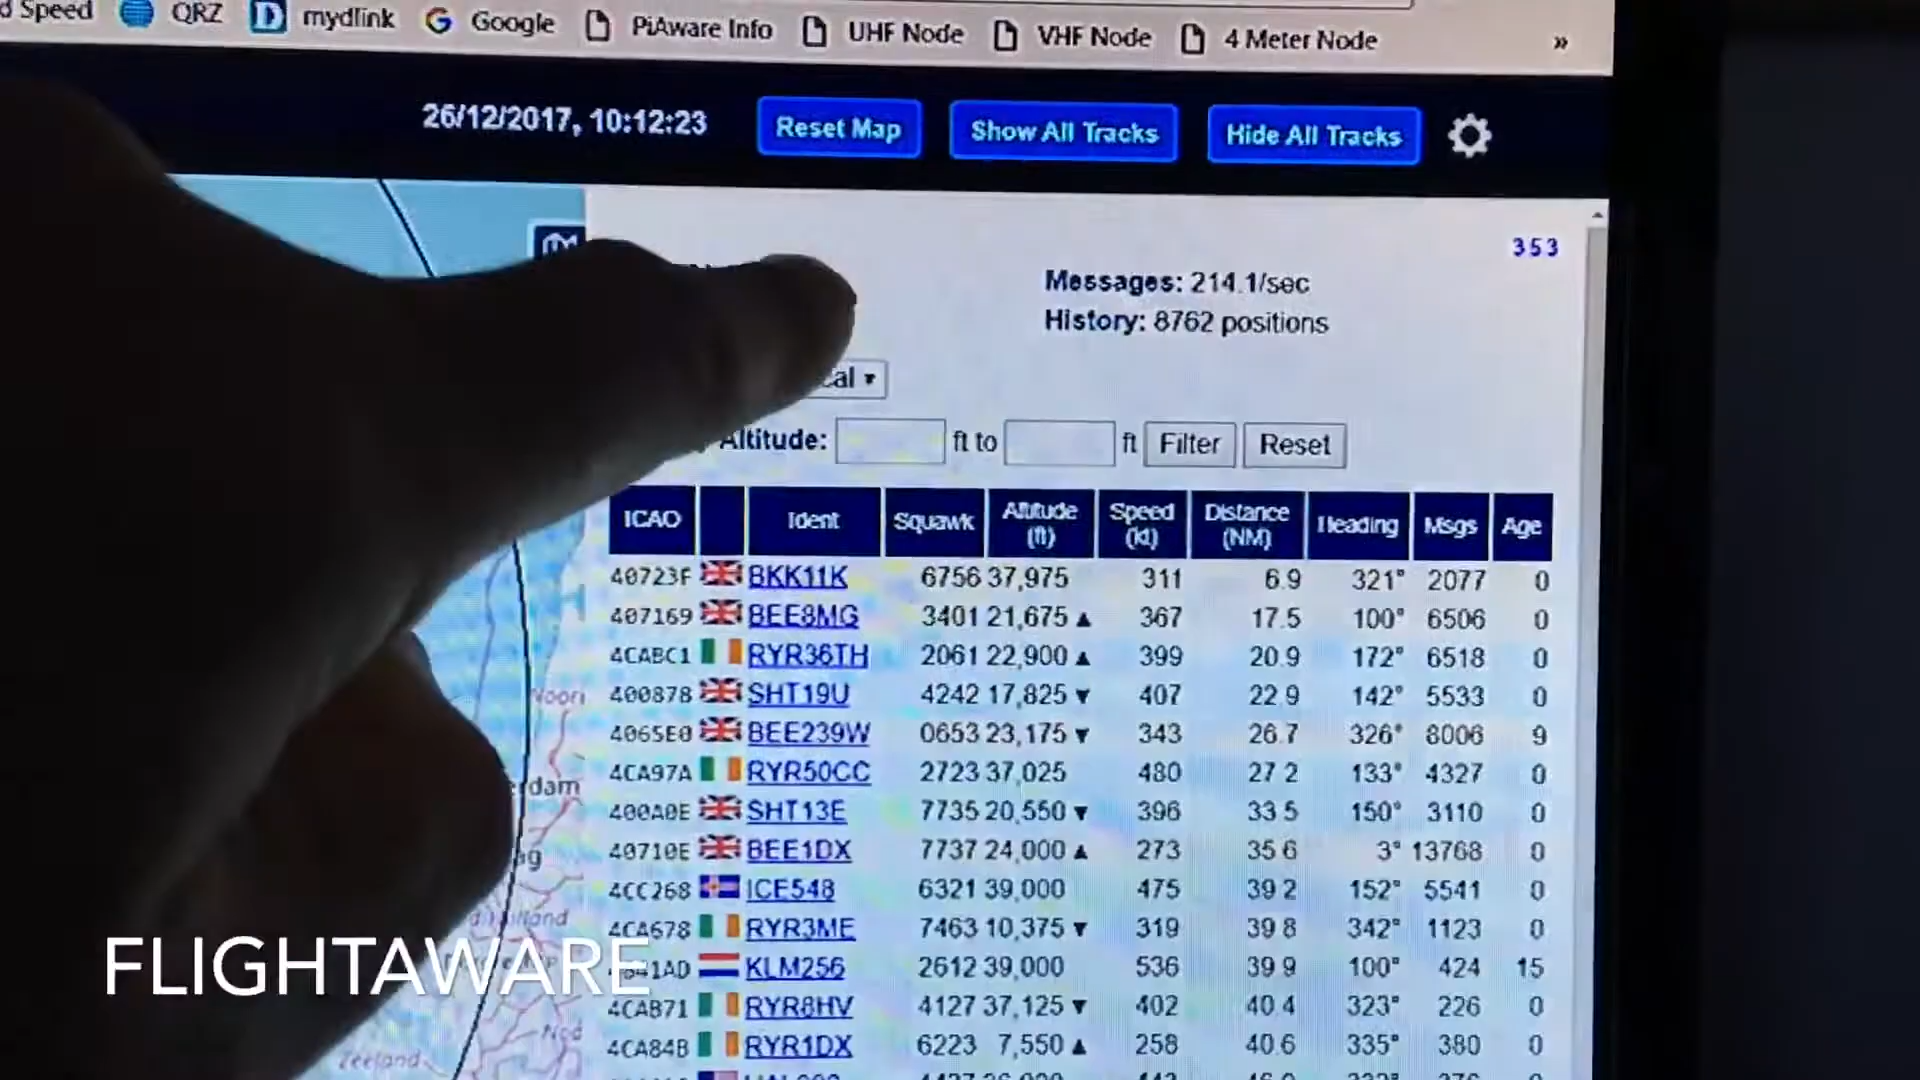 d Speed QRZ mydlink Google PiAware Info UHF Node VHF Node 4 Meter Node »
26/12/2017, 10:12:23 Reset Map Show All Tracks Hide All Tracks
353
Messages: 214.1/sec
History: 8762 positions
cal
Altitude: ft to ft Filter Reset
ICAO Ident Squawk Altitude (ft) Speed (kt) Distance (NM) Heading Msgs Age
40723F BKK11K 6756 37,975 311 6.9 321° 2077 0
407169 BEE8MG 3401 21,675 ▲ 367 17.5 100° 6506 0
4CABC1 RYR36TH 2061 22,900 ▲ 399 20.9 172° 6518 0
400878 SHT19U 4242 17,825 ▼ 407 22.9 142° 5533 0
4065E0 BEE239W 0653 23,175 ▼ 343 26.7 326° 8006 9
4CA97A RYR50CC 2723 37,025 480 27.2 133° 4327 0
400A0E SHT13E 7735 20,550 ▼ 396 33.5 150° 3110 0
40710E BEE1DX 7737 24,000 ▲ 273 35.6 3° 13768 0
4CC268 ICE548 6321 39,000 475 39.2 152° 5541 0
4CA678 RYR3ME 7463 10,375 ▼ 319 39.8 342° 1123 0
41AD KLM256 2612 39,000 536 39.9 100° 424 15
4CAB71 RYR8HV 4127 37,125 ▼ 402 40.4 323° 226 0
4CA84B RYR1DX 6223 7,550 ▲ 258 40.6 335° 380 0
Noor
rdam
ag
FLIGHTAWARE
Zeeland